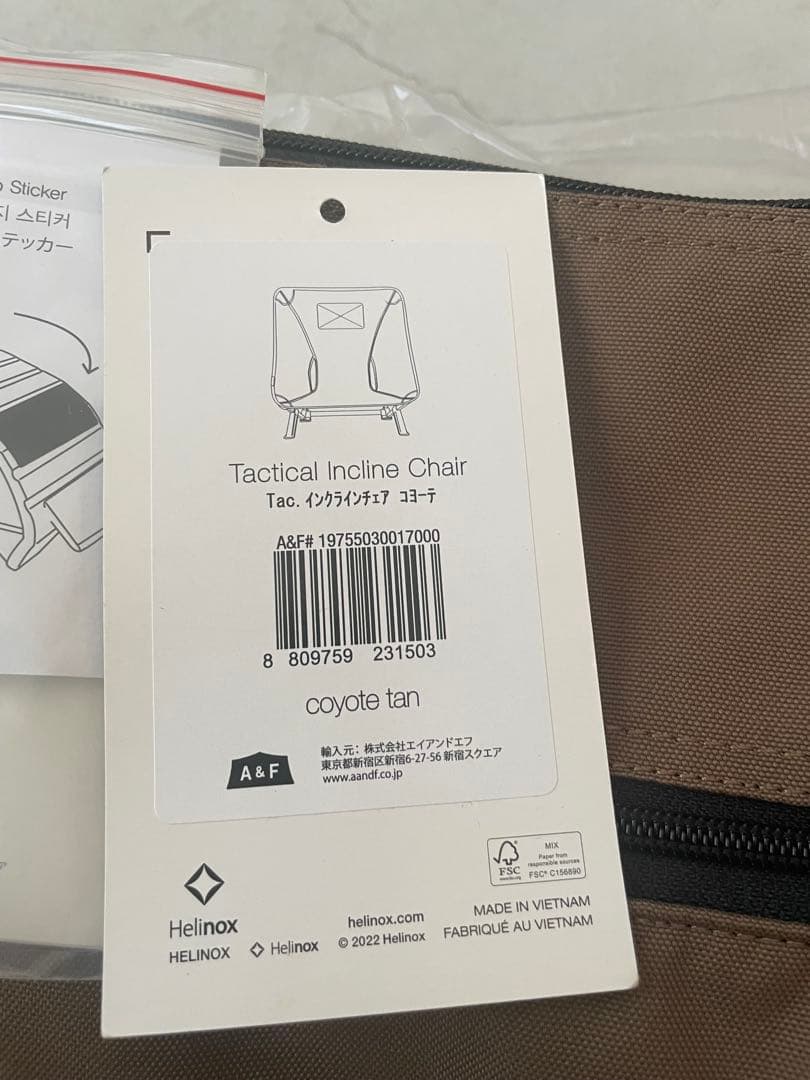 Sticker
스티커
テッカー
Tactical Incline Chair
Tac. インクラインチェア コヨーテ
A&F# 19755030017000
8 809759 231503
coyote tan
A & F
輸入元: 株式会社エイアンドエフ
東京都新宿区新宿6-27-56 新宿スクエア
www.aandf.co.jp
FSC
www.fsc.org
MIX
Paper from
responsible sources
FSC® C156890
Helinox
HELINOX
Helinox
helinox.com
© 2022 Helinox
MADE IN VIETNAM
FABRIQUÉ AU VIETNAM